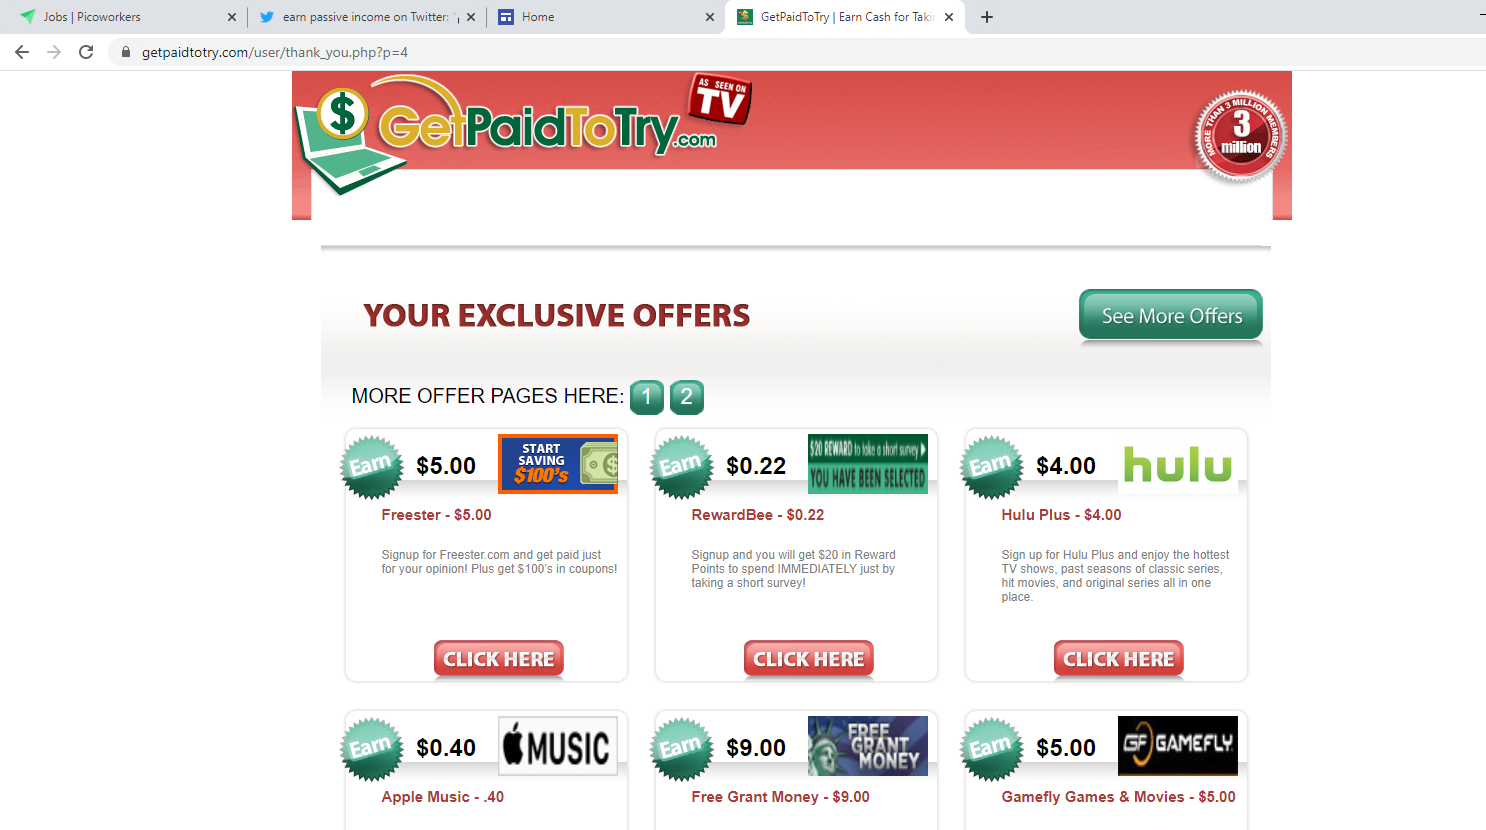 Jobs | Picoworkers
earn passive income on Twitter: "
Home
GetPaidToTry | Earn Cash for Takin
getpaidtotry.com/user/thank_you.php?p=4
GetPaidToTry.com
AS SEEN ON
TV
MORE THAN 3 MILLION MEMBERS
3
million
YOUR EXCLUSIVE OFFERS
See More Offers
MORE OFFER PAGES HERE: 1 2
Earn
$5.00
START
SAVING
$100's
Freester - $5.00
Signup for Freester.com and get paid just
for your opinion! Plus get $100's in coupons!
CLICK HERE
Earn
$0.22
$20 REWARD to take a short survey
YOU HAVE BEEN SELECTED
RewardBee - $0.22
Signup and you will get $20 in Reward
Points to spend IMMEDIATELY just by
taking a short survey!
CLICK HERE
Earn
$4.00
hulu
Hulu Plus - $4.00
Sign up for Hulu Plus and enjoy the hottest
TV shows, past seasons of classic series,
hit movies, and original series all in one
place.
CLICK HERE
Earn
$0.40
MUSIC
Apple Music - .40
Earn
$9.00
FREE
GRANT
MONEY
Free Grant Money - $9.00
Earn
$5.00
GF GAMEFLY
Gamefly Games & Movies - $5.00